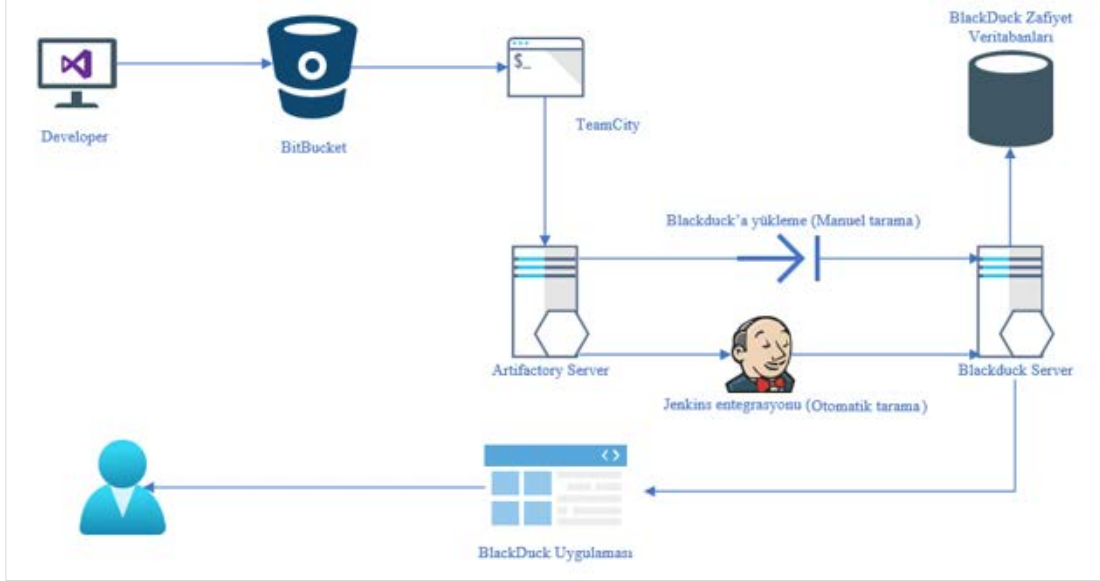 BlackDuck Zafiyet
Veritabanları
$_
Developer
BitBucket
TeamCity
Blackduck'a yükleme (Manuel tarama)
Artifactory Server
Blackduck Server
Jenkins entegrasyonu (Otomatik tarama)
<>
BlackDuck Uygulaması